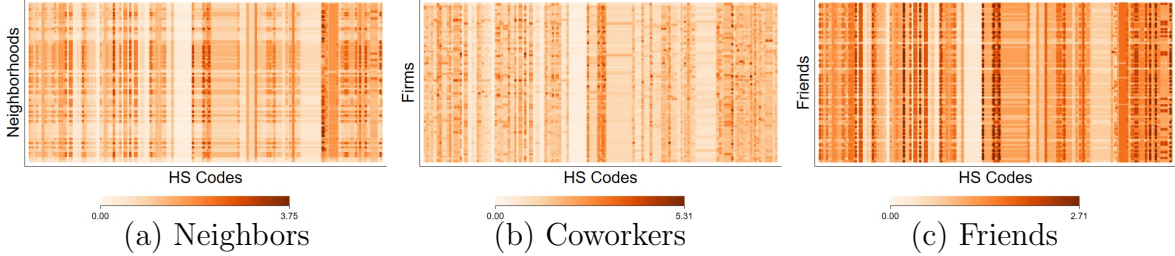 Neighborhoods
HS Codes
0.00 3.75
(a) Neighbors
Firms
HS Codes
0.00 5.31
(b) Coworkers
Friends
HS Codes
0.00 2.71
(c) Friends